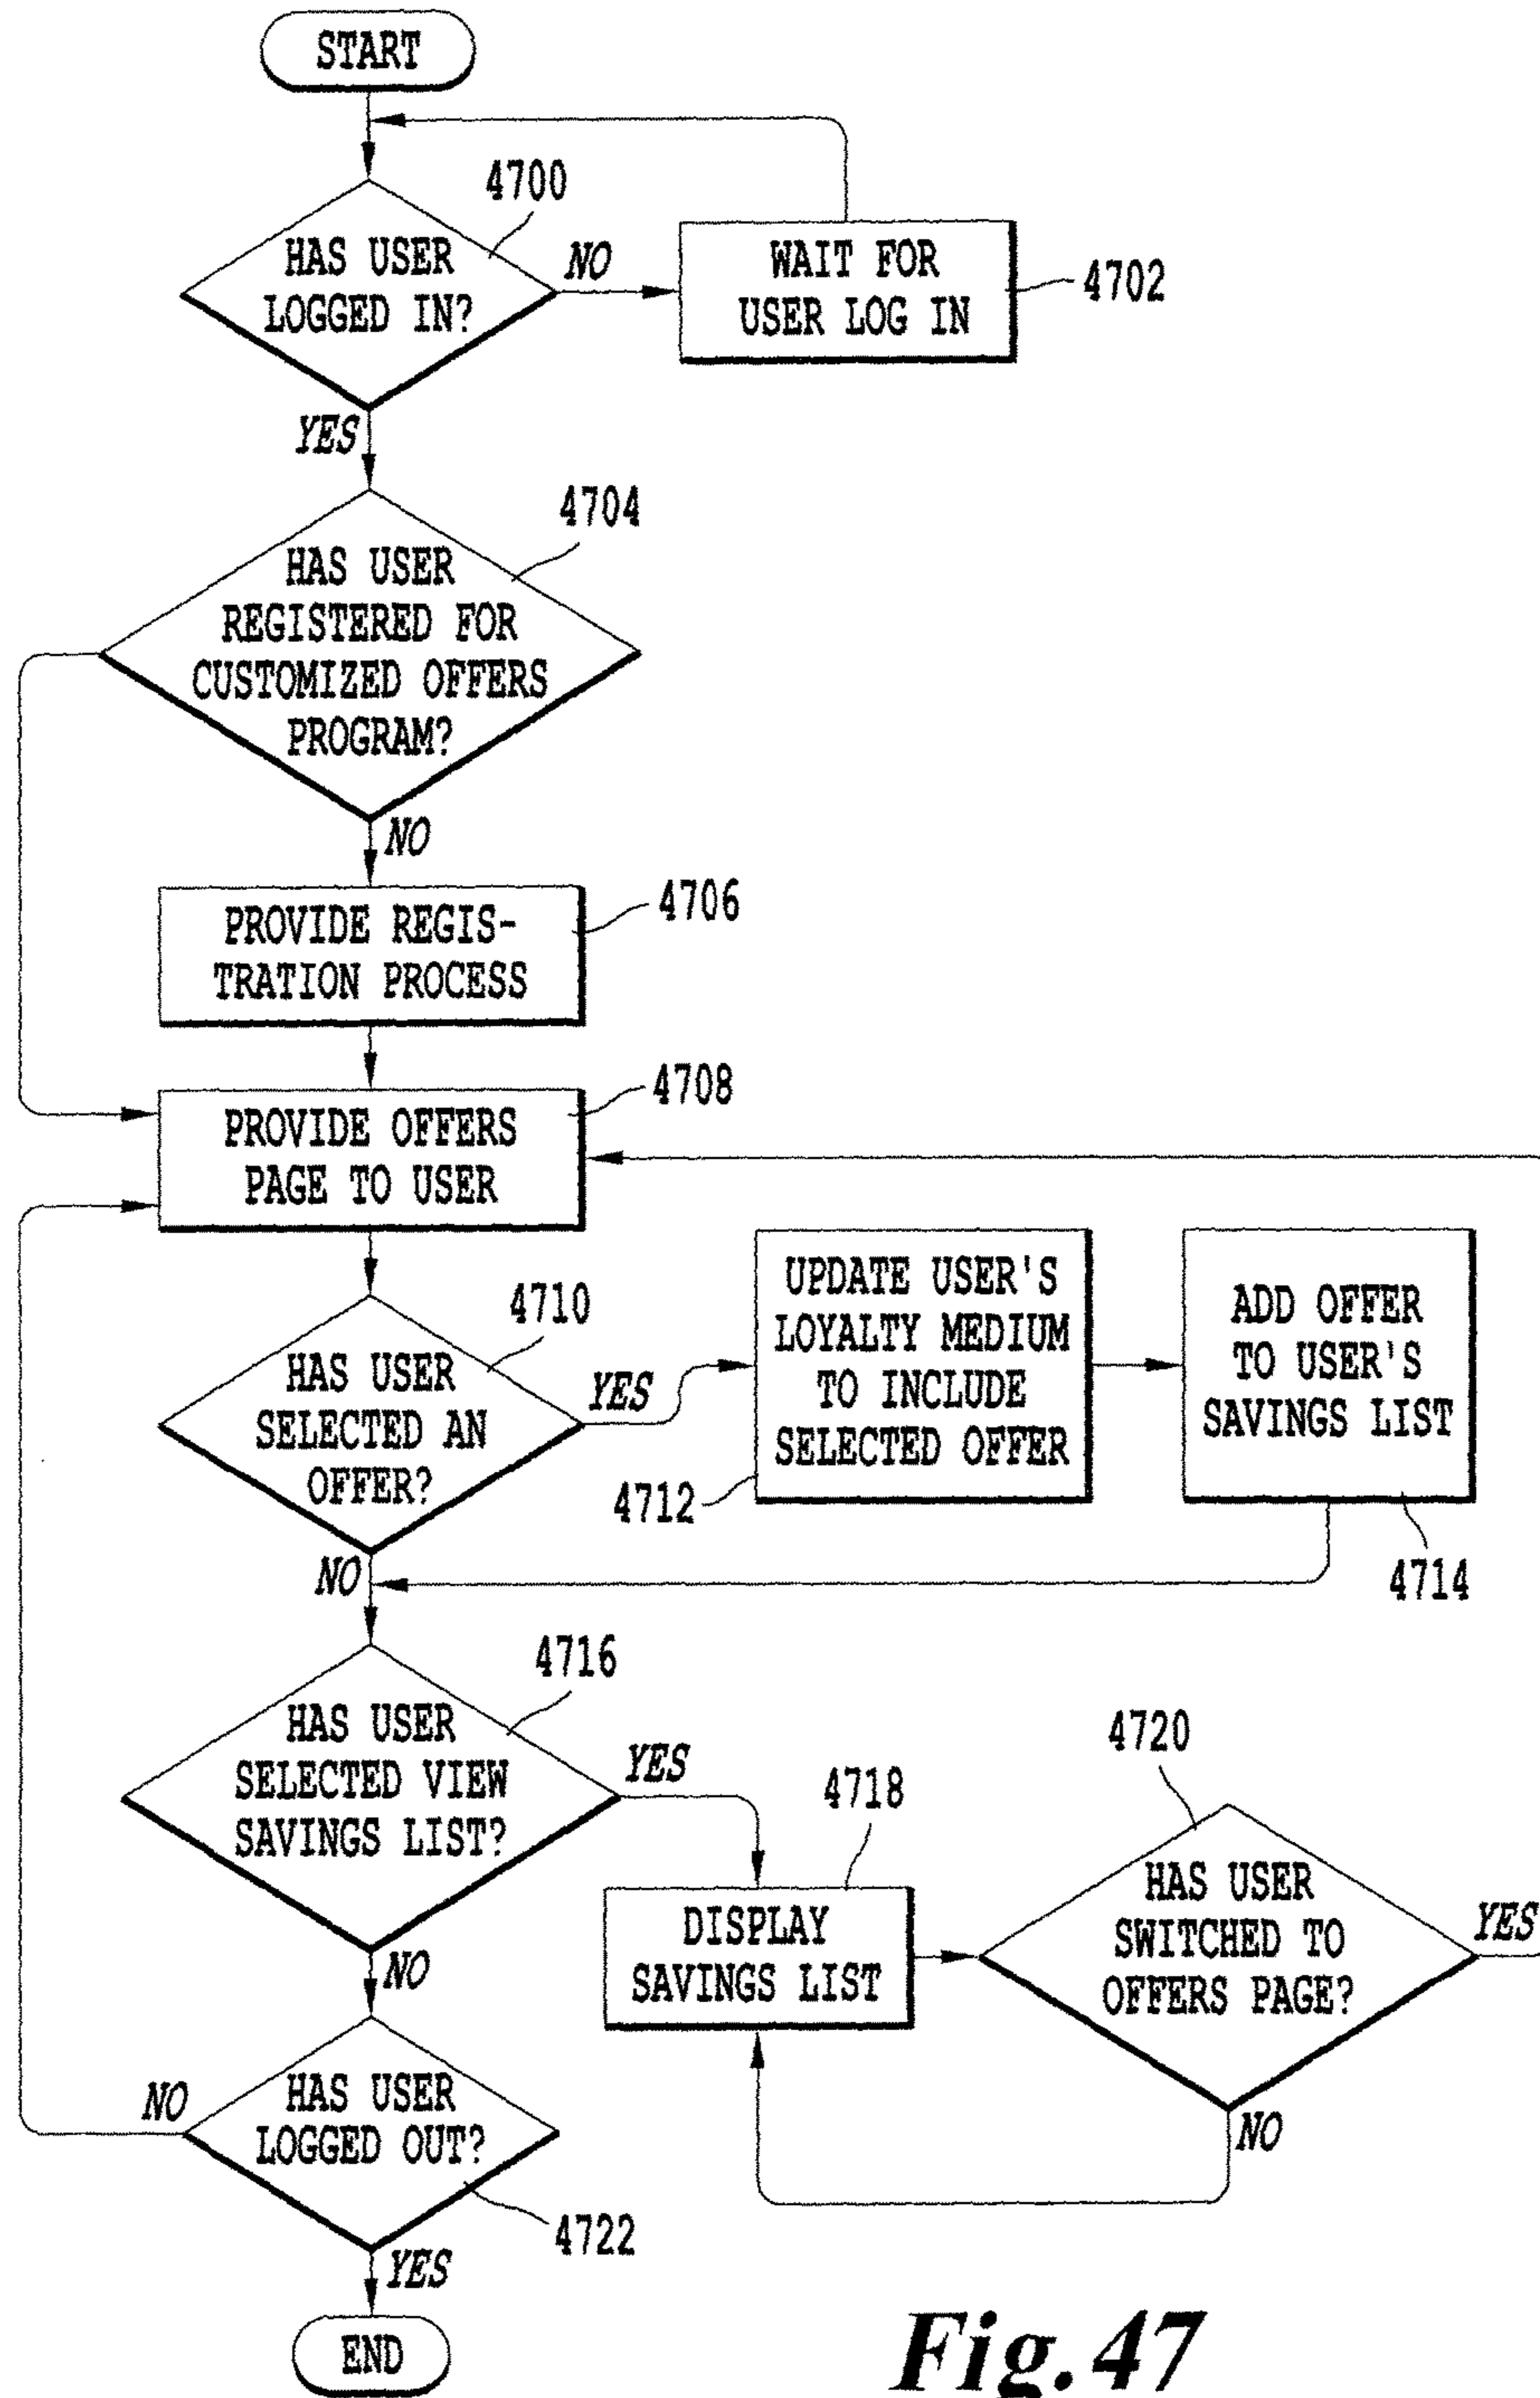 START
4700
HAS USER
LOGGED IN?
NO
WAIT FOR
USER LOG IN
4702
YES
4704
HAS USER
REGISTERED FOR
CUSTOMIZED OFFERS
PROGRAM?
NO
4706
PROVIDE REGIS-
TRATION PROCESS
4708
PROVIDE OFFERS
PAGE TO USER
4710
HAS USER
SELECTED AN
OFFER?
YES
UPDATE USER'S
LOYALTY MEDIUM
TO INCLUDE
SELECTED OFFER
4712
ADD OFFER
TO USER'S
SAVINGS LIST
4714
NO
4716
HAS USER
SELECTED VIEW
SAVINGS LIST?
YES
4718
DISPLAY
SAVINGS LIST
4720
HAS USER
SWITCHED TO
OFFERS PAGE?
YES
NO
NO
HAS USER
LOGGED OUT?
NO
4722
YES
END
Fig. 47